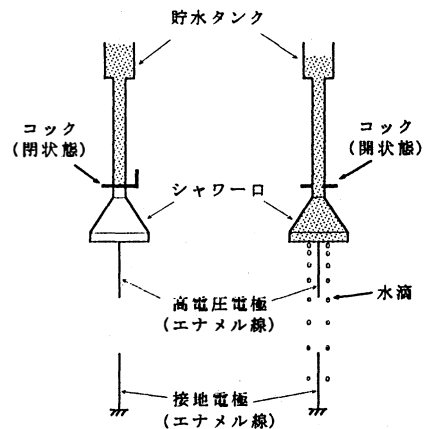 貯水タンク
コック
(閉状態)
コック
(開状態)
シャワー口
水滴
高電圧電極
(エナメル線)
接地電極
(エナメル線)